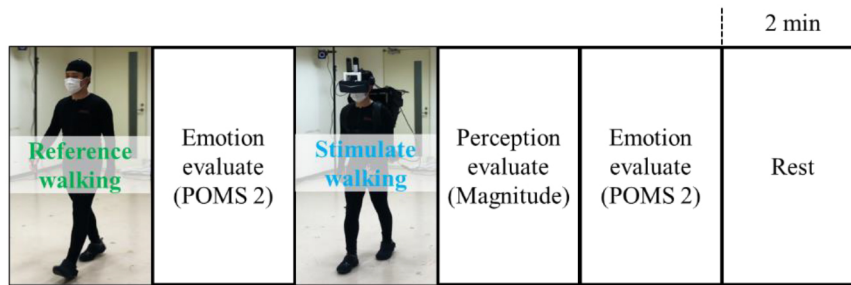 2 min
Reference
walking
Emotion
evaluate
(POMS 2)
Stimulate
walking
Perception
evaluate
(Magnitude)
Emotion
evaluate
(POMS 2)
Rest